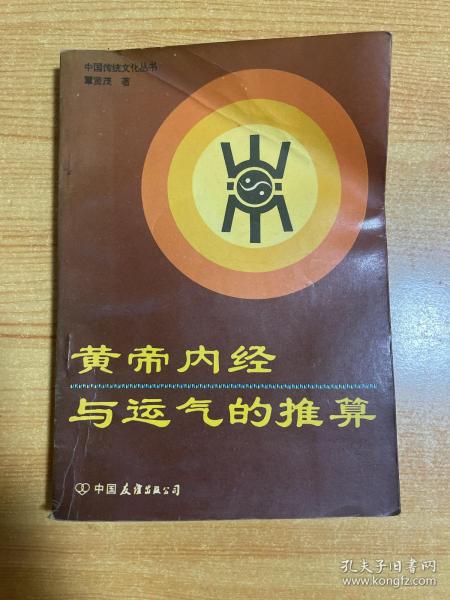 中国传统文化丛书
覃贤茂 著
黄帝内经
与运气的推算
中国友谊出版公司
孔夫子旧书网
www.kongfz.com